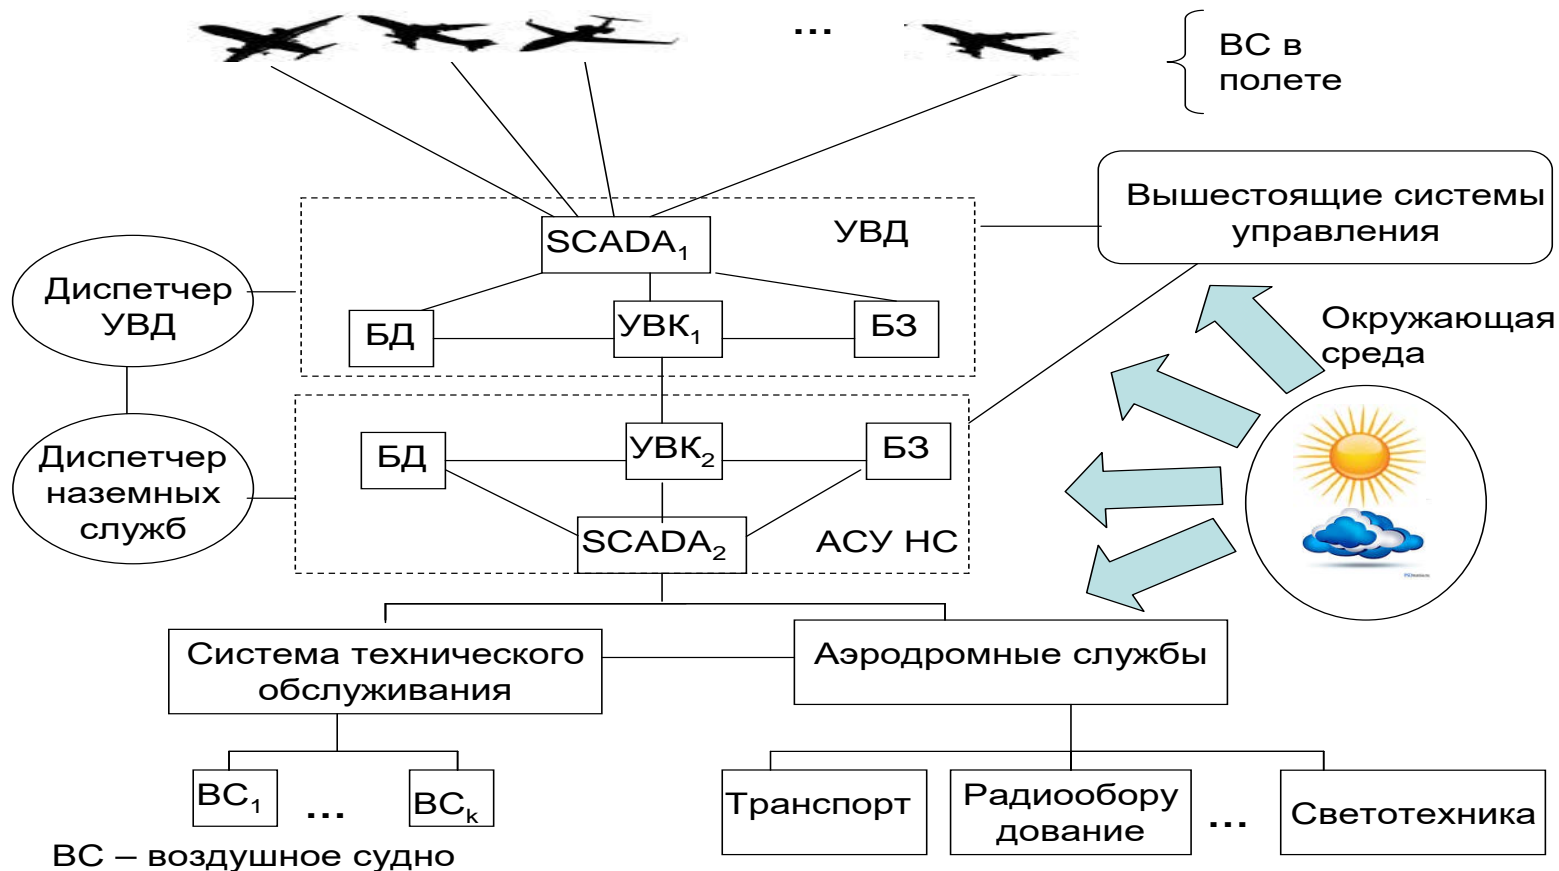 ...
ВС в
полете
Вышестоящие системы
управления
УВД
SCADA1
Диспетчер
УВД
БД
УВК1
БЗ
Окружающая
среда
Диспетчер
наземных
служб
БД
УВК2
БЗ
SCADA2
АСУ НС
Система технического
обслуживания
Аэродромные службы
ВС1
...
ВСk
Транспорт
Радиообору
дование
...
Светотехника
ВС – воздушное судно